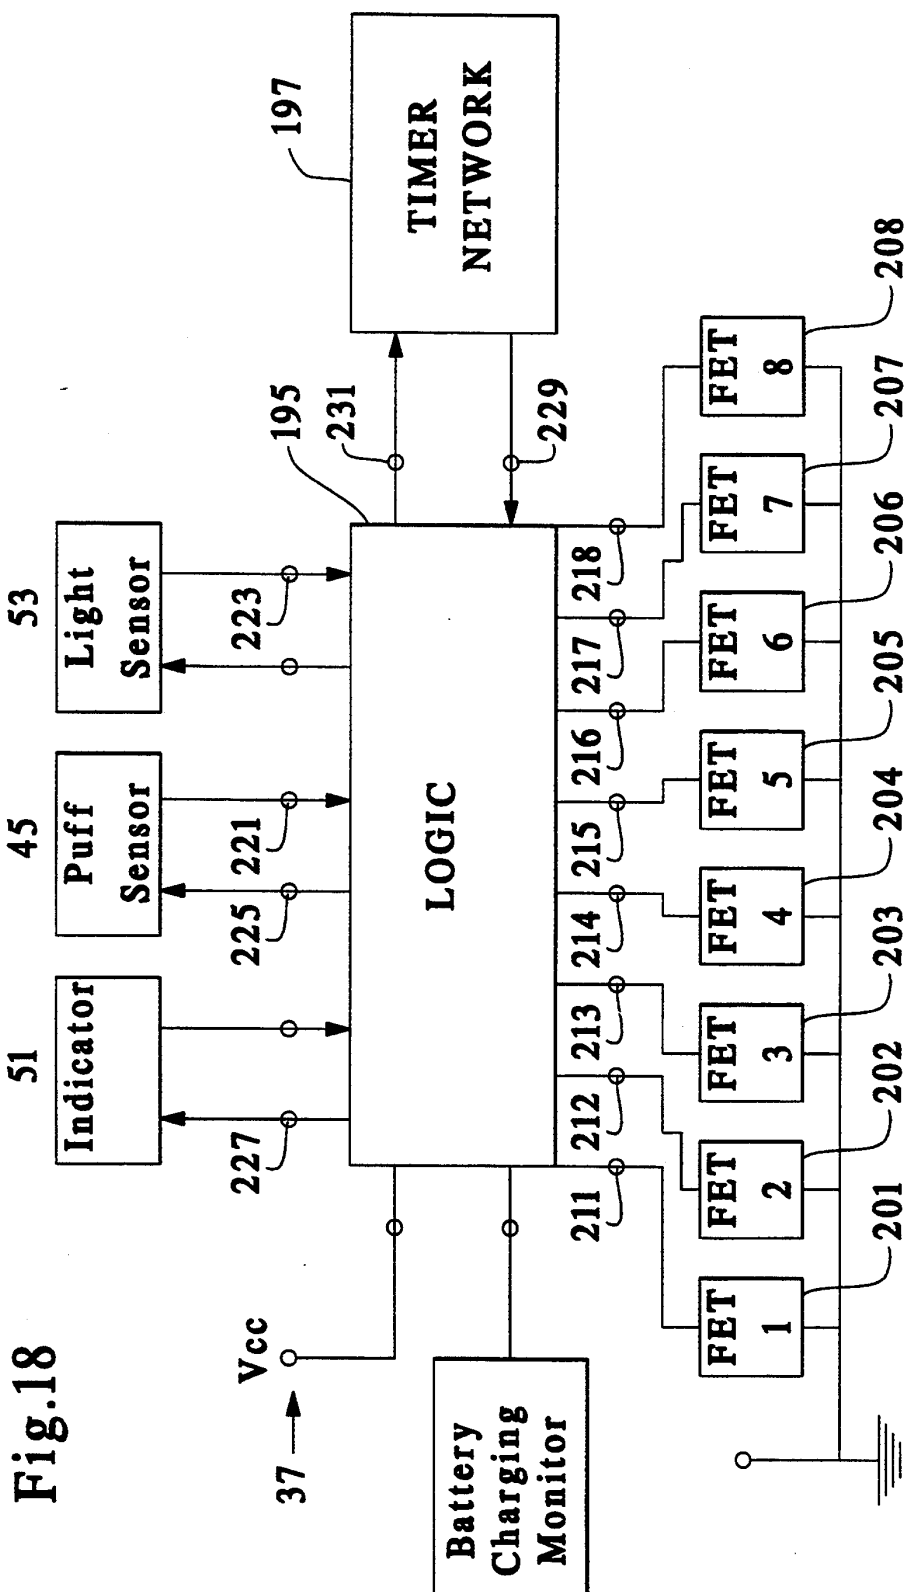 Fig.18
51
45
53
Indicator
Puff
Sensor
Light
Sensor
227
225
221
223
37
Vcc
195
231
197
LOGIC
TIMER
NETWORK
229
Battery
Charging
Monitor
211
212
213
214
215
216
217
218
FET
1
FET
2
FET
3
FET
4
FET
5
FET
6
FET
7
FET
8
201
202
203
204
205
206
207
208